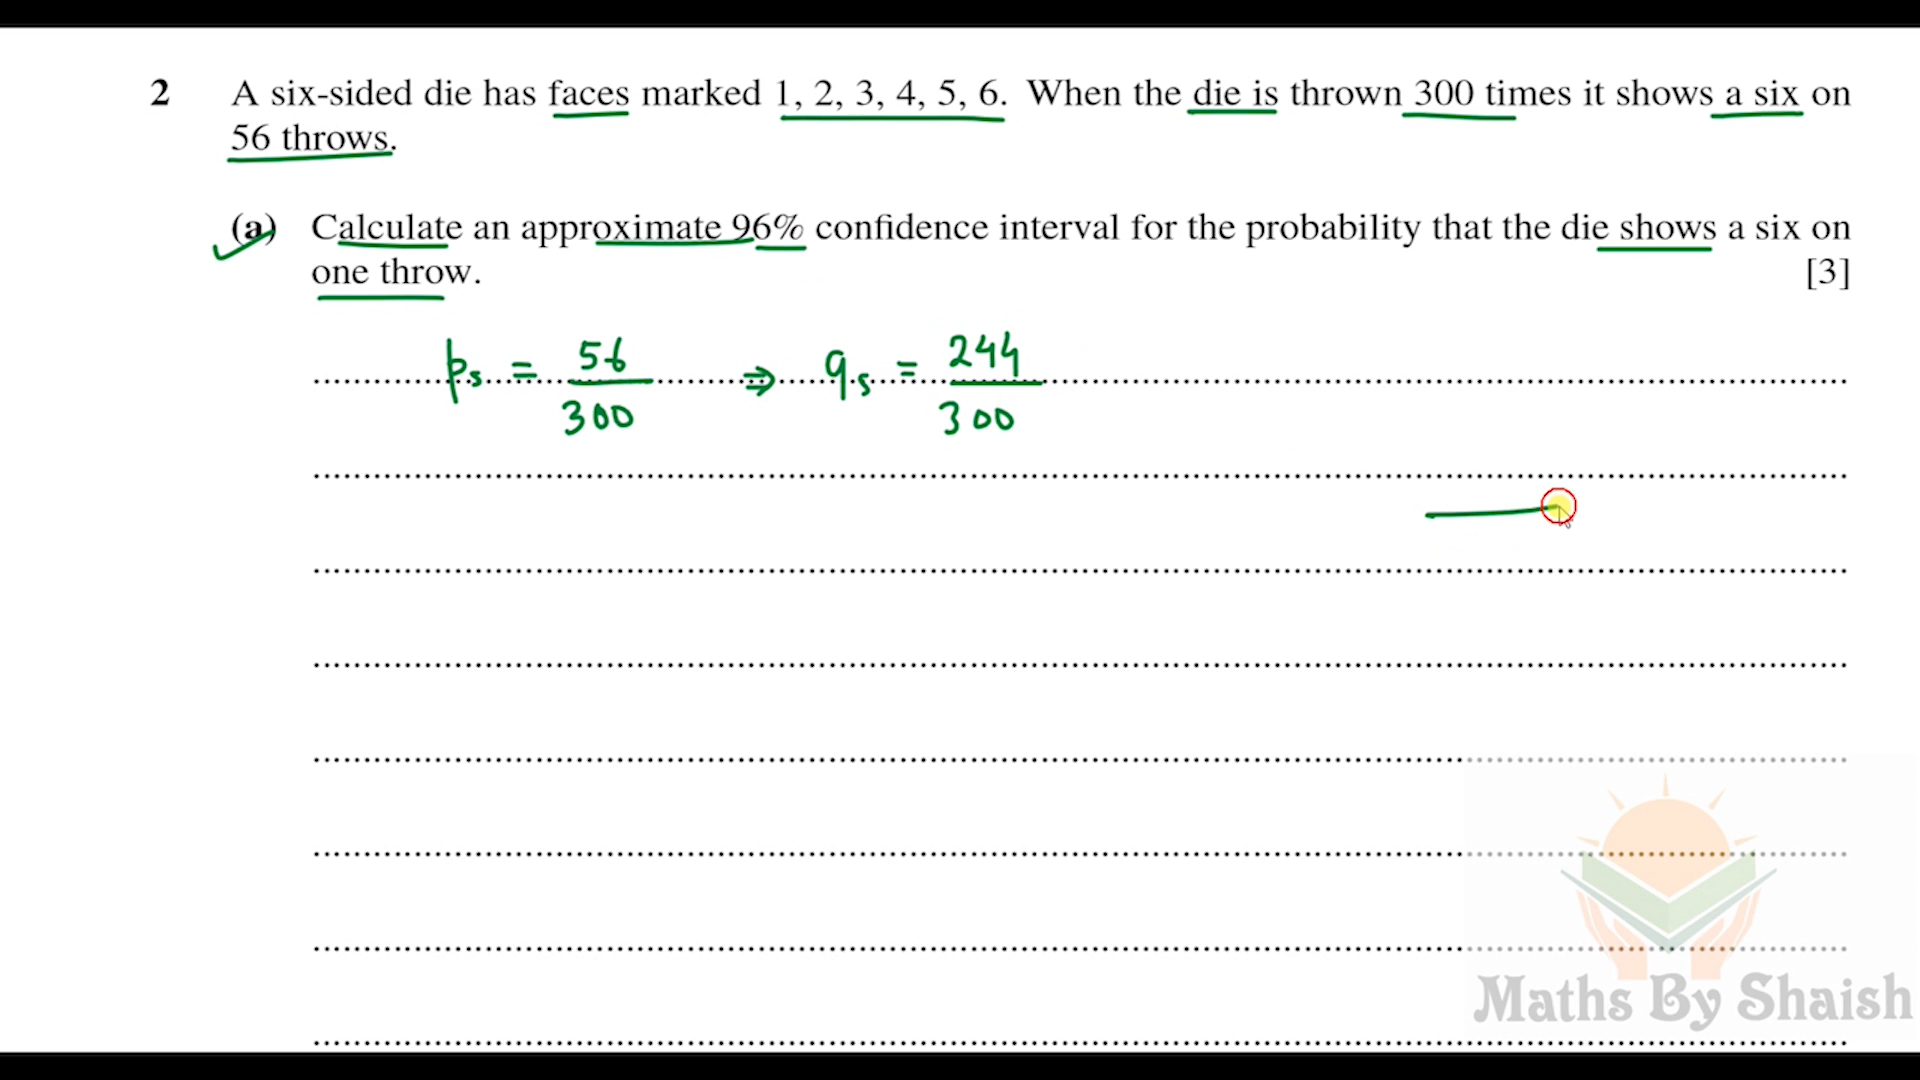 2 A six-sided die has faces marked 1, 2, 3, 4, 5, 6. When the die is thrown 300 times it shows a six on
56 throws.
(a) Calculate an approximate 96% confidence interval for the probability that the die shows a six on
one throw. [3]
pₛ = 56/300 ⇒ qₛ = 244/300
Maths By Shaish